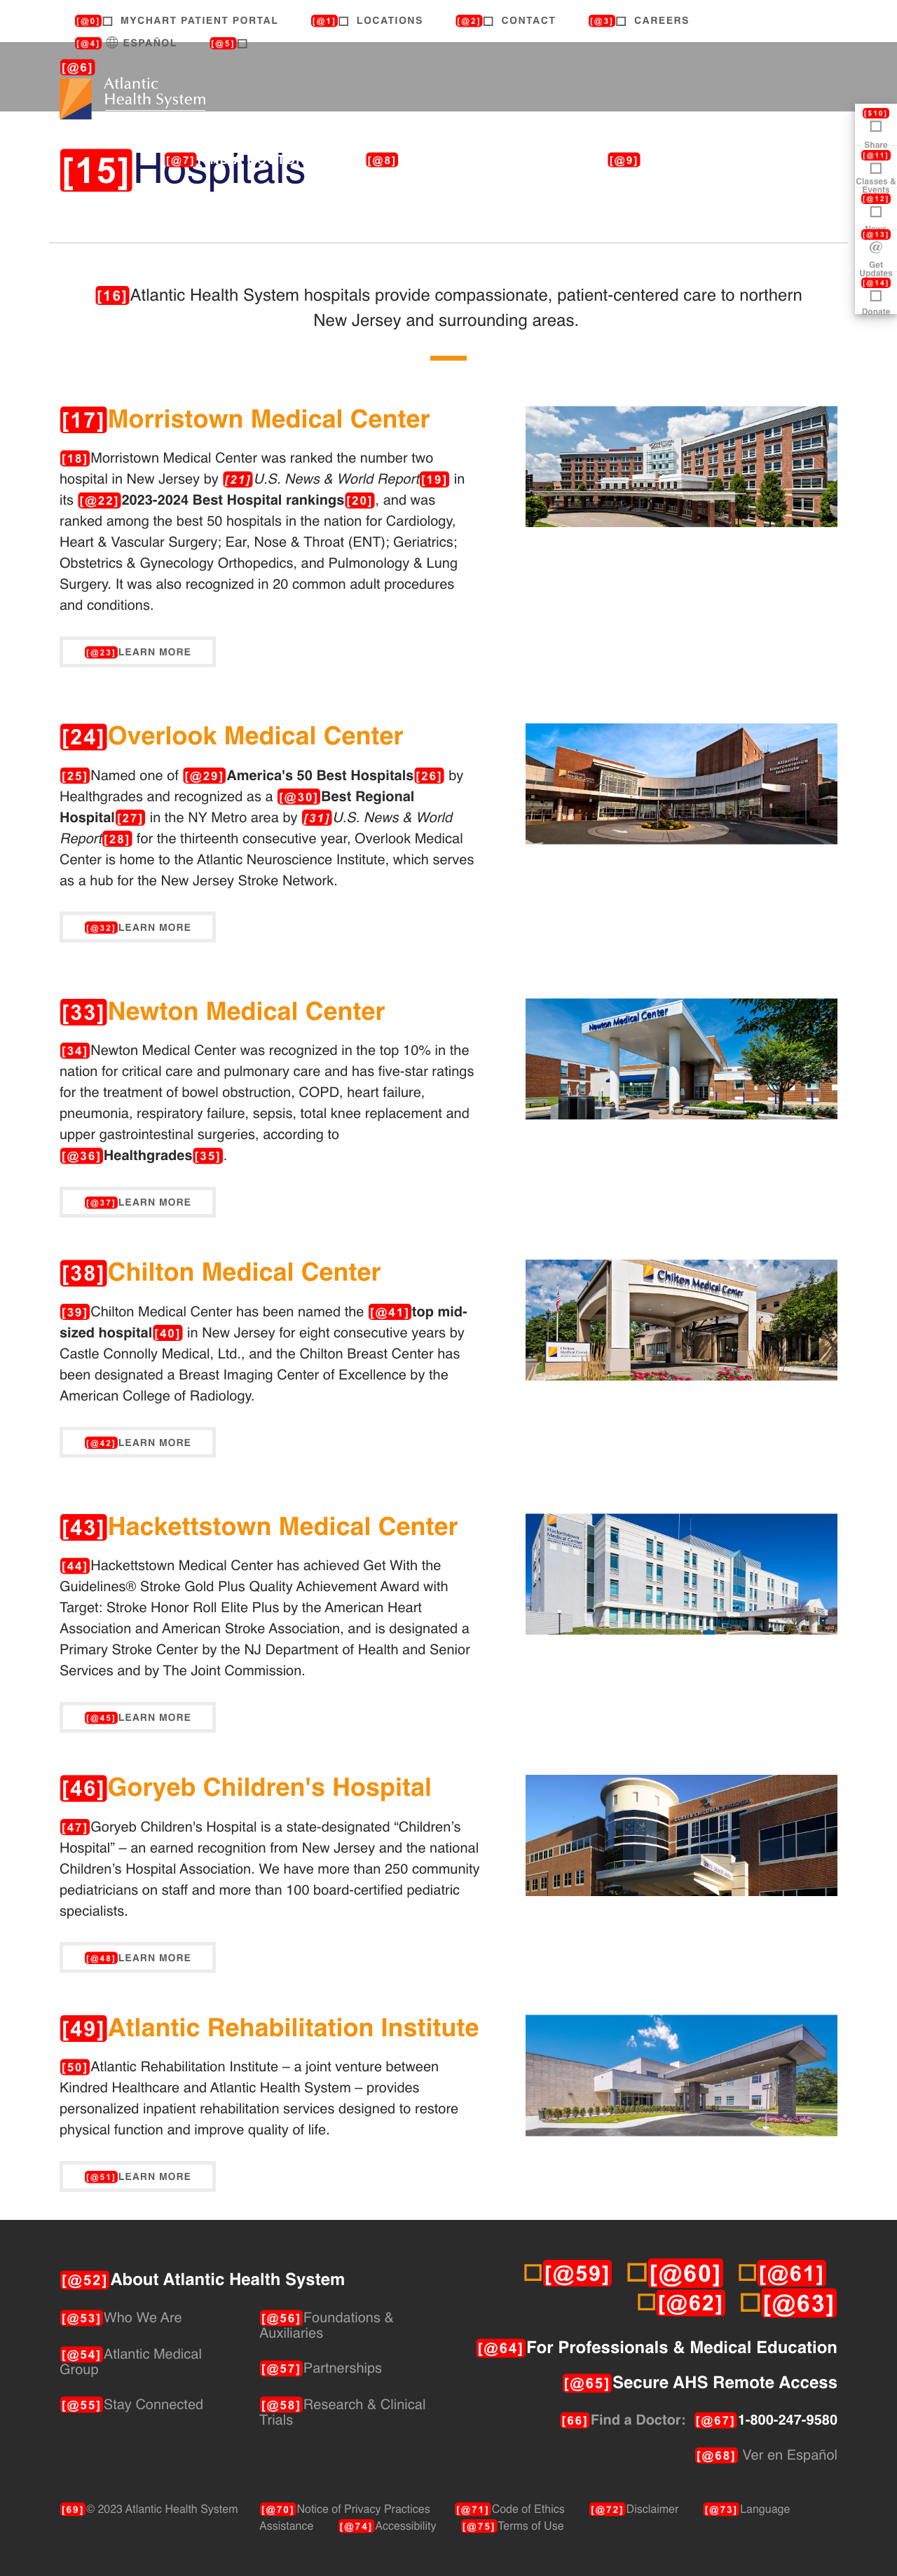 [@0] MYCHART PATIENT PORTAL [@1] LOCATIONS [@2] CONTACT [@3] CAREERS
[@4] ESPAÑOL [@5]
[@6]
Atlantic
Health System
[@7] [@8] [@9]
[15]Hospitals
[$10]
Share
[@11]
Classes &
Events
[@12]
News
[@13]
@
Get
Updates
[@14]
Donate
[16]Atlantic Health System hospitals provide compassionate, patient-centered care to northern
New Jersey and surrounding areas.
[17]Morristown Medical Center
[18]Morristown Medical Center was ranked the number two
hospital in New Jersey by [21]U.S. News & World Report[19] in
its [@22]2023-2024 Best Hospital rankings[20], and was
ranked among the best 50 hospitals in the nation for Cardiology,
Heart & Vascular Surgery; Ear, Nose & Throat (ENT); Geriatrics;
Obstetrics & Gynecology Orthopedics, and Pulmonology & Lung
Surgery. It was also recognized in 20 common adult procedures
and conditions.
[@23]LEARN MORE
[24]Overlook Medical Center
[25]Named one of [@29]America's 50 Best Hospitals[26] by
Healthgrades and recognized as a [@30]Best Regional
Hospital[27] in the NY Metro area by [31]U.S. News & World
Report[28] for the thirteenth consecutive year, Overlook Medical
Center is home to the Atlantic Neuroscience Institute, which serves
as a hub for the New Jersey Stroke Network.
Atlantic
Neuroscience
Institute
[@32]LEARN MORE
[33]Newton Medical Center
Newton Medical Center
[34]Newton Medical Center was recognized in the top 10% in the
nation for critical care and pulmonary care and has five-star ratings
for the treatment of bowel obstruction, COPD, heart failure,
pneumonia, respiratory failure, sepsis, total knee replacement and
upper gastrointestinal surgeries, according to
[@36]Healthgrades[35].
[@37]LEARN MORE
[38]Chilton Medical Center
Chilton Medical Center
[39]Chilton Medical Center has been named the [@41]top mid-
sized hospital[40] in New Jersey for eight consecutive years by
Castle Connolly Medical, Ltd., and the Chilton Breast Center has
been designated a Breast Imaging Center of Excellence by the
American College of Radiology.
Chilton
Medical Center
[@42]LEARN MORE
[43]Hackettstown Medical Center
Hackettstown
Medical Center
[44]Hackettstown Medical Center has achieved Get With the
Guidelines® Stroke Gold Plus Quality Achievement Award with
Target: Stroke Honor Roll Elite Plus by the American Heart
Association and American Stroke Association, and is designated a
Primary Stroke Center by the NJ Department of Health and Senior
Services and by The Joint Commission.
[@45]LEARN MORE
[46]Goryeb Children's Hospital
[47]Goryeb Children's Hospital is a state-designated “Children’s
Hospital” – an earned recognition from New Jersey and the national
Children’s Hospital Association. We have more than 250 community
pediatricians on staff and more than 100 board-certified pediatric
specialists.
[@48]LEARN MORE
[49]Atlantic Rehabilitation Institute
[50]Atlantic Rehabilitation Institute – a joint venture between
Kindred Healthcare and Atlantic Health System – provides
personalized inpatient rehabilitation services designed to restore
physical function and improve quality of life.
[@51]LEARN MORE
[@52]About Atlantic Health System
[@53]Who We Are
[@54]Atlantic Medical
Group
[@55]Stay Connected
[@56]Foundations &
Auxiliaries
[@57]Partnerships
[@58]Research & Clinical
Trials
[@59] [@60] [@61]
[@62] [@63]
[@64]For Professionals & Medical Education
[@65]Secure AHS Remote Access
[66]Find a Doctor: [@67]1-800-247-9580
[@68] Ver en Español
[69]© 2023 Atlantic Health System [@70]Notice of Privacy Practices [@71]Code of Ethics [@72]Disclaimer [@73]Language
Assistance [@74]Accessibility [@75]Terms of Use